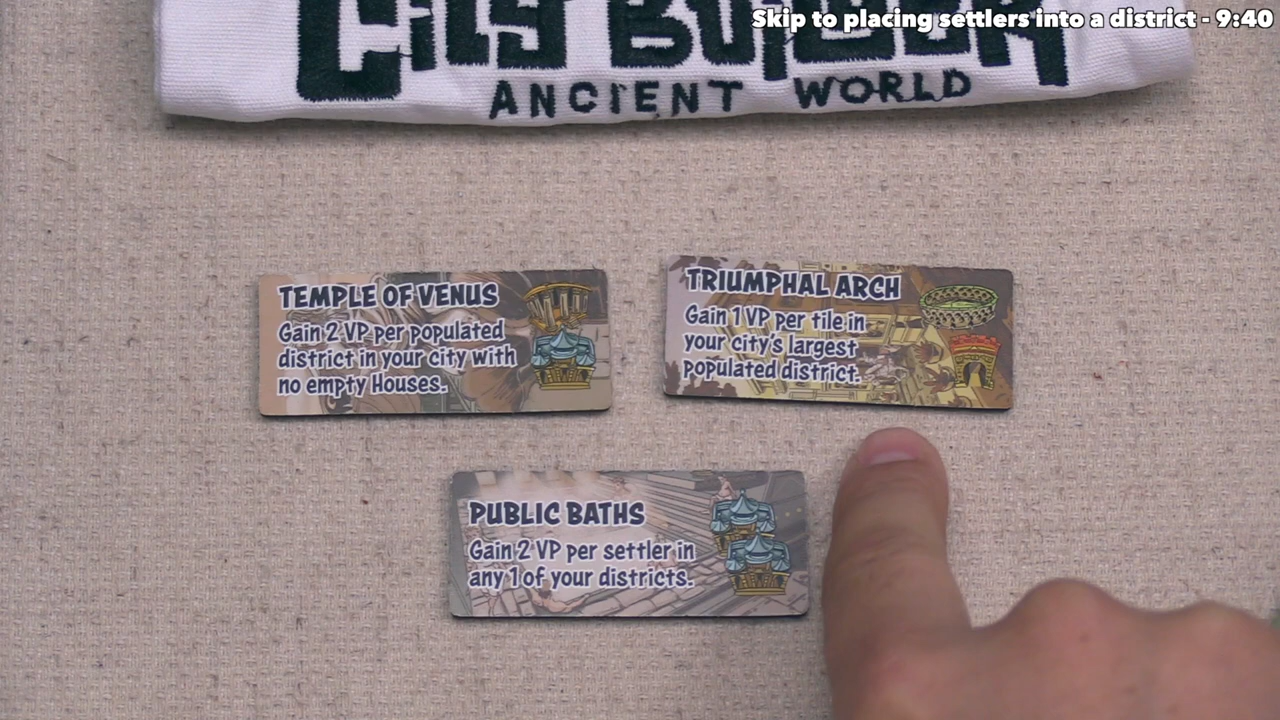 Skip to placing settlers into a district - 9:40
City Builder
ANCIENT WORLD
TEMPLE OF VENUS
Gain 2 VP per populated
district in your city with
no empty Houses.
TRIUMPHAL ARCH
Gain 1 VP per tile in
your city's largest
populated district.
PUBLIC BATHS
Gain 2 VP per settler in
any 1 of your districts.